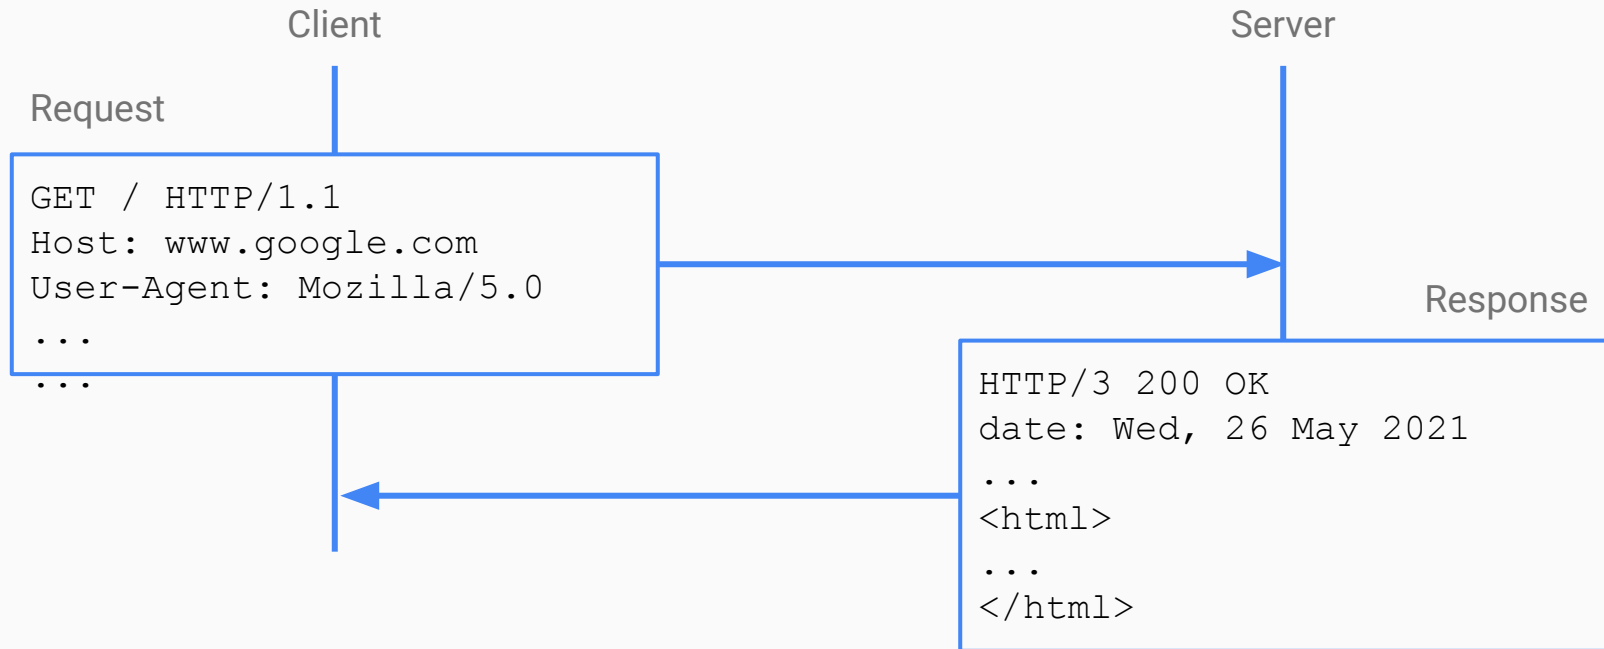 Client
Server
Request
GET / HTTP/1.1
Host: www.google.com
User-Agent: Mozilla/5.0
...
...
Response
HTTP/3 200 OK
date: Wed, 26 May 2021
...
<html>
...
</html>